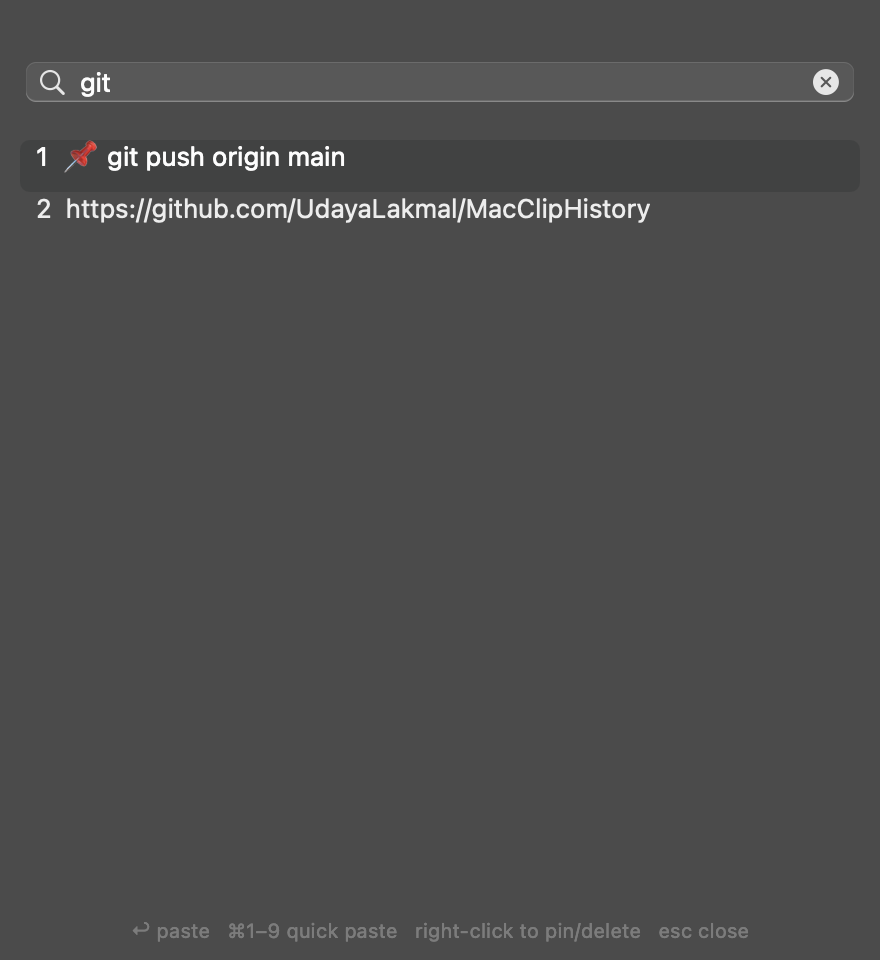 git
1 📌 git push origin main
2 https://github.com/UdayaLakmal/MacClipHistory
↩ paste ⌘1–9 quick paste right-click to pin/delete esc close